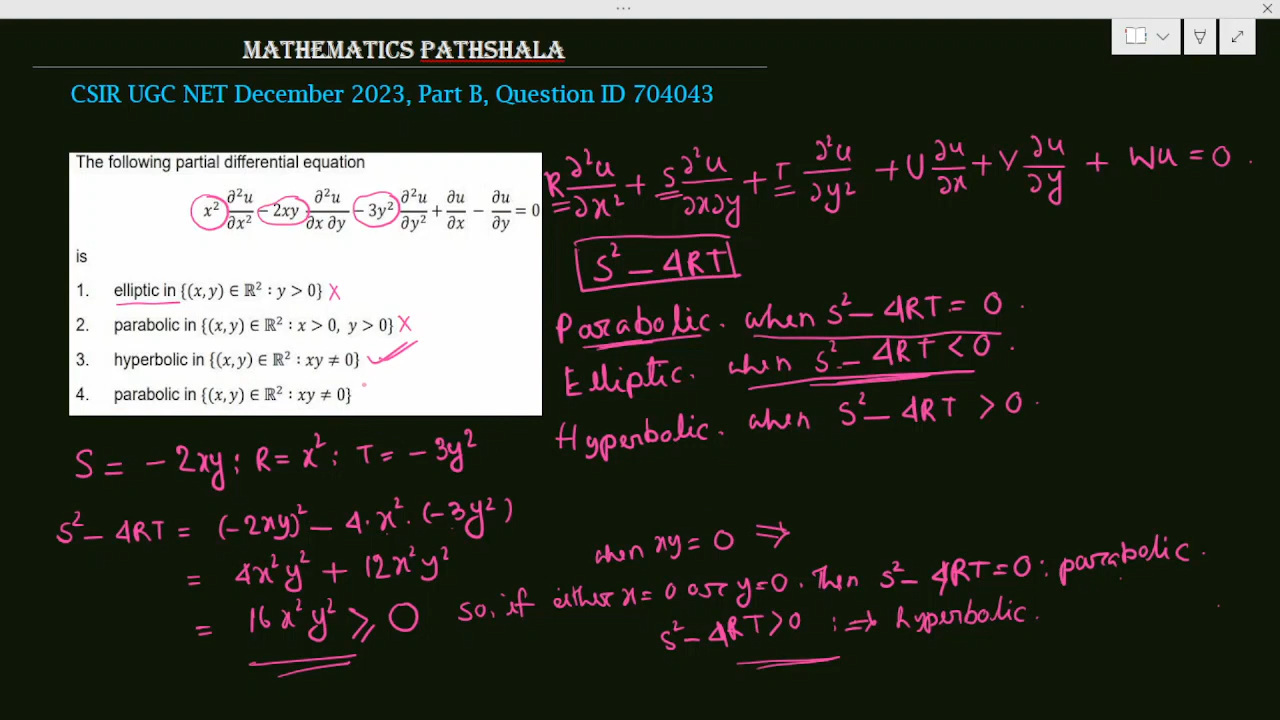 MATHEMATICS PATHSHALA
CSIR UGC NET December 2023, Part B, Question ID 704043
The following partial differential equation
x² ∂²u/∂x² − 2xy ∂²u/∂x ∂y − 3y² ∂²u/∂y² + ∂u/∂x − ∂u/∂y = 0
is
1. elliptic in {(x, y) ∈ ℝ² : y > 0} X
2. parabolic in {(x, y) ∈ ℝ² : x > 0, y > 0} X
3. hyperbolic in {(x, y) ∈ ℝ² : xy ≠ 0} ✓
4. parabolic in {(x, y) ∈ ℝ² : xy ≠ 0}
R ∂²u/∂x² + S ∂²u/∂x∂y + T ∂²u/∂y² + U ∂u/∂x + V ∂u/∂y + Wu = 0.
S² − 4RT
Parabolic. when S² − 4RT = 0.
Elliptic. when S² − 4RT < 0.
Hyperbolic. when S² − 4RT > 0.
S = − 2xy; R = x²; T = − 3y²
S² − 4RT = (−2xy)² − 4·x²·(−3y²)
= 4x²y² + 12x²y²
= 16x²y² ⩾ 0
when xy = 0 ⇒
So, if either x = 0 or y = 0. Then S² − 4RT = 0: parabolic.
S² − 4RT > 0 : ⇒ hyperbolic.